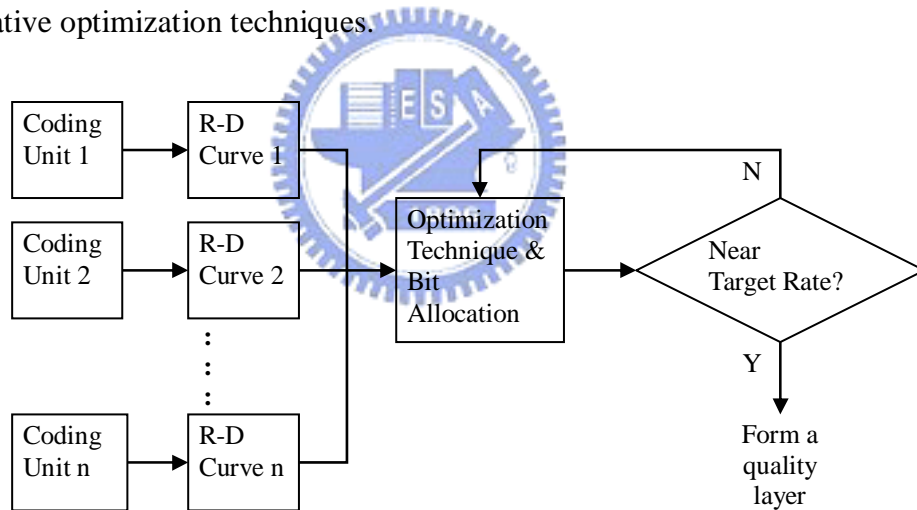 ative optimization techniques.
Coding
Unit 1
R-D
Curve 1
Coding
Unit 2
R-D
Curve 2
Coding
Unit n
R-D
Curve n
Optimization
Technique &
Bit
Allocation
N
Near
Target Rate?
Y
Form a
quality
layer
E S A